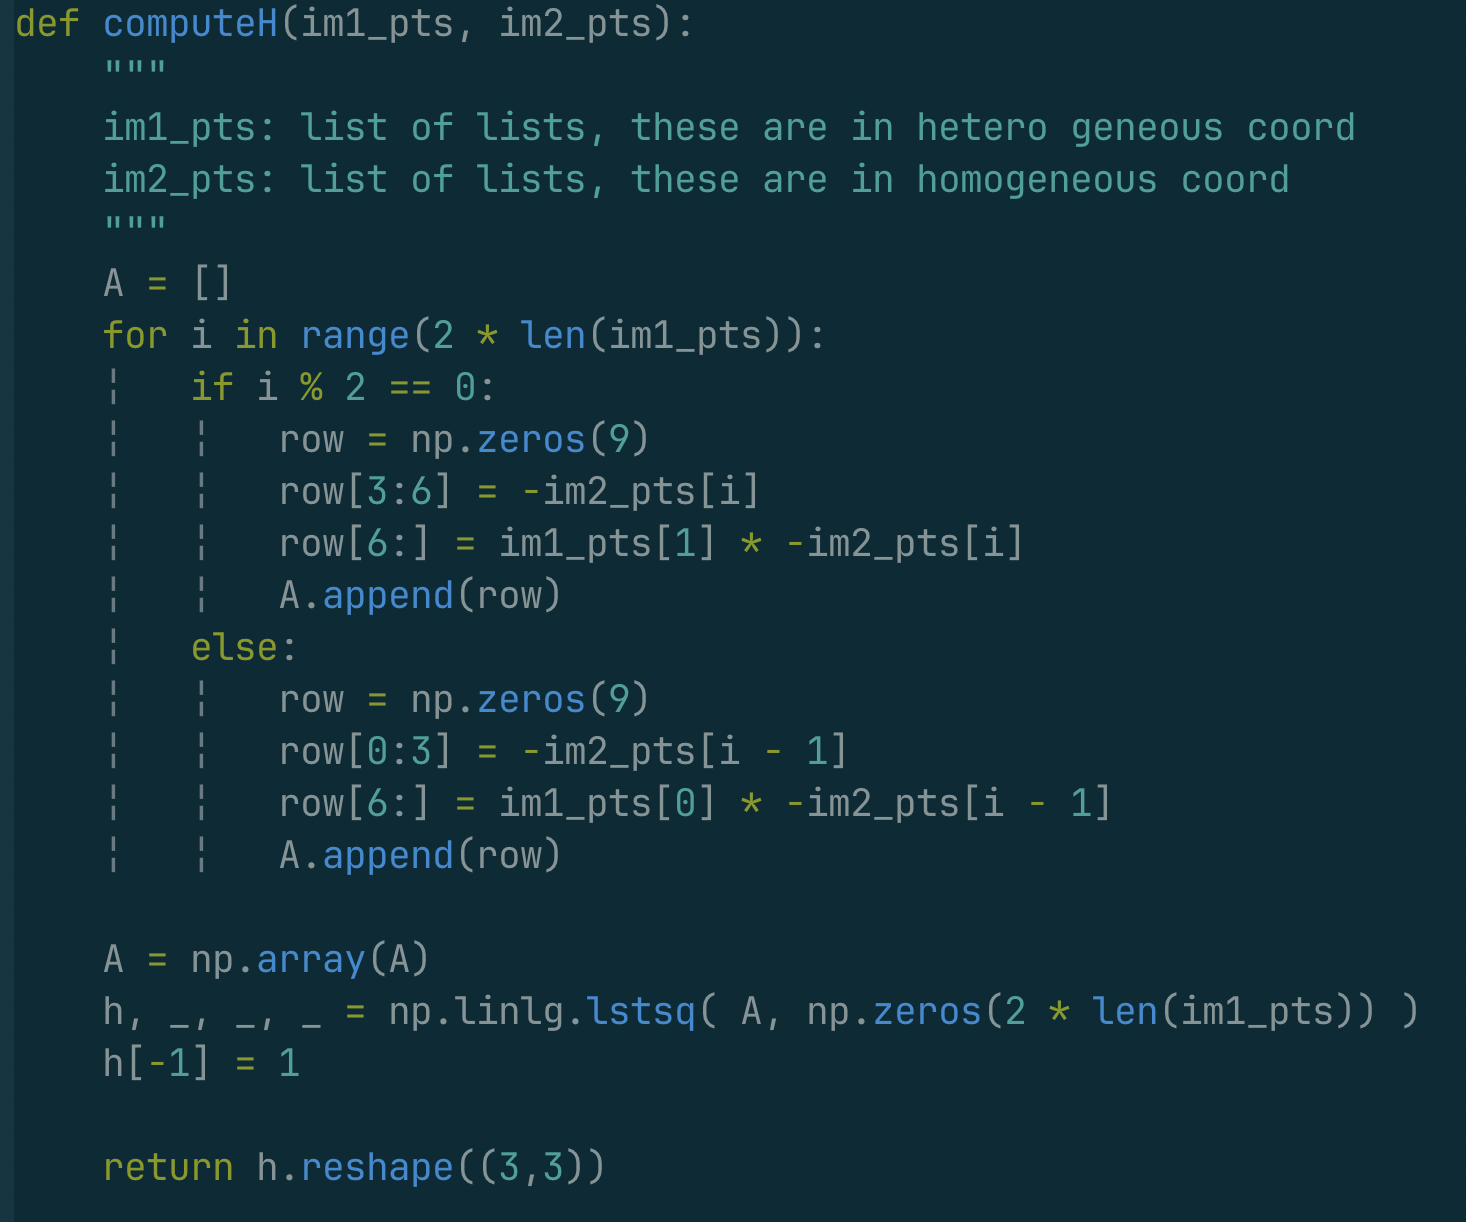 def computeH(im1_pts, im2_pts):
    """
    im1_pts: list of lists, these are in hetero geneous coord
    im2_pts: list of lists, these are in homogeneous coord
    """
    A = []
    for i in range(2 * len(im1_pts)):
        if i % 2 == 0:
            row = np.zeros(9)
            row[3:6] = -im2_pts[i]
            row[6:] = im1_pts[1] * -im2_pts[i]
            A.append(row)
        else:
            row = np.zeros(9)
            row[0:3] = -im2_pts[i - 1]
            row[6:] = im1_pts[0] * -im2_pts[i - 1]
            A.append(row)

    A = np.array(A)
    h, _, _, _ = np.linlg.lstsq( A, np.zeros(2 * len(im1_pts)) )
    h[-1] = 1

    return h.reshape((3,3))